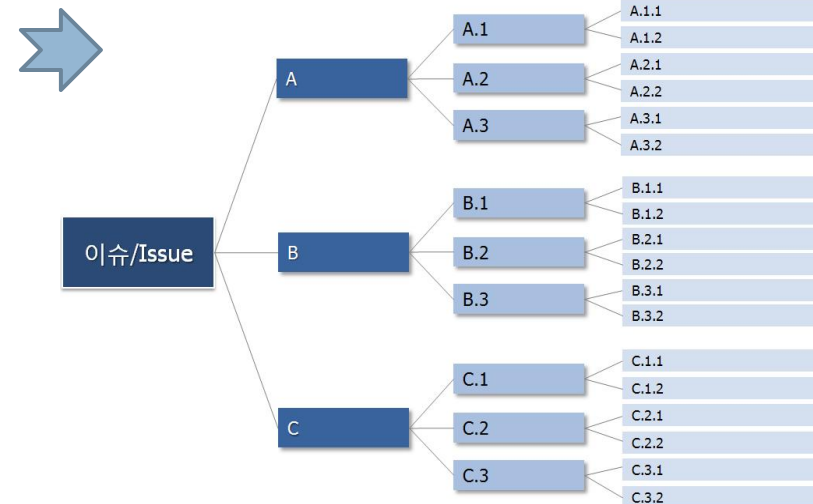 이슈/Issue
A
A.1
A.1.1
A.1.2
A.2
A.2.1
A.2.2
A.3
A.3.1
A.3.2
B
B.1
B.1.1
B.1.2
B.2
B.2.1
B.2.2
B.3
B.3.1
B.3.2
C
C.1
C.1.1
C.1.2
C.2
C.2.1
C.2.2
C.3
C.3.1
C.3.2